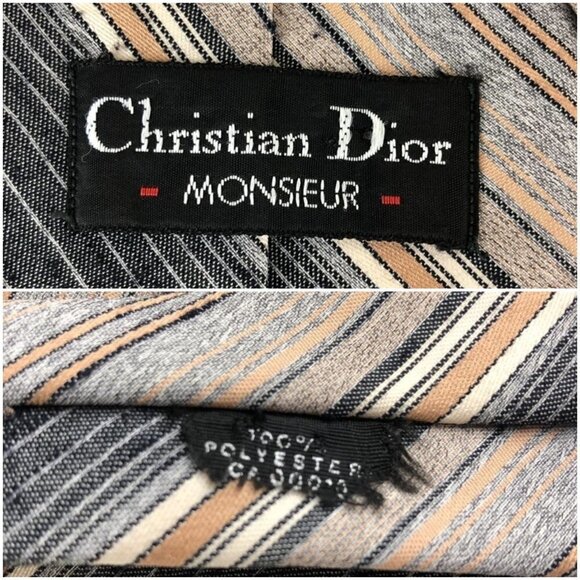 Christian Dior
MONSIEUR
100%
POLYESTER